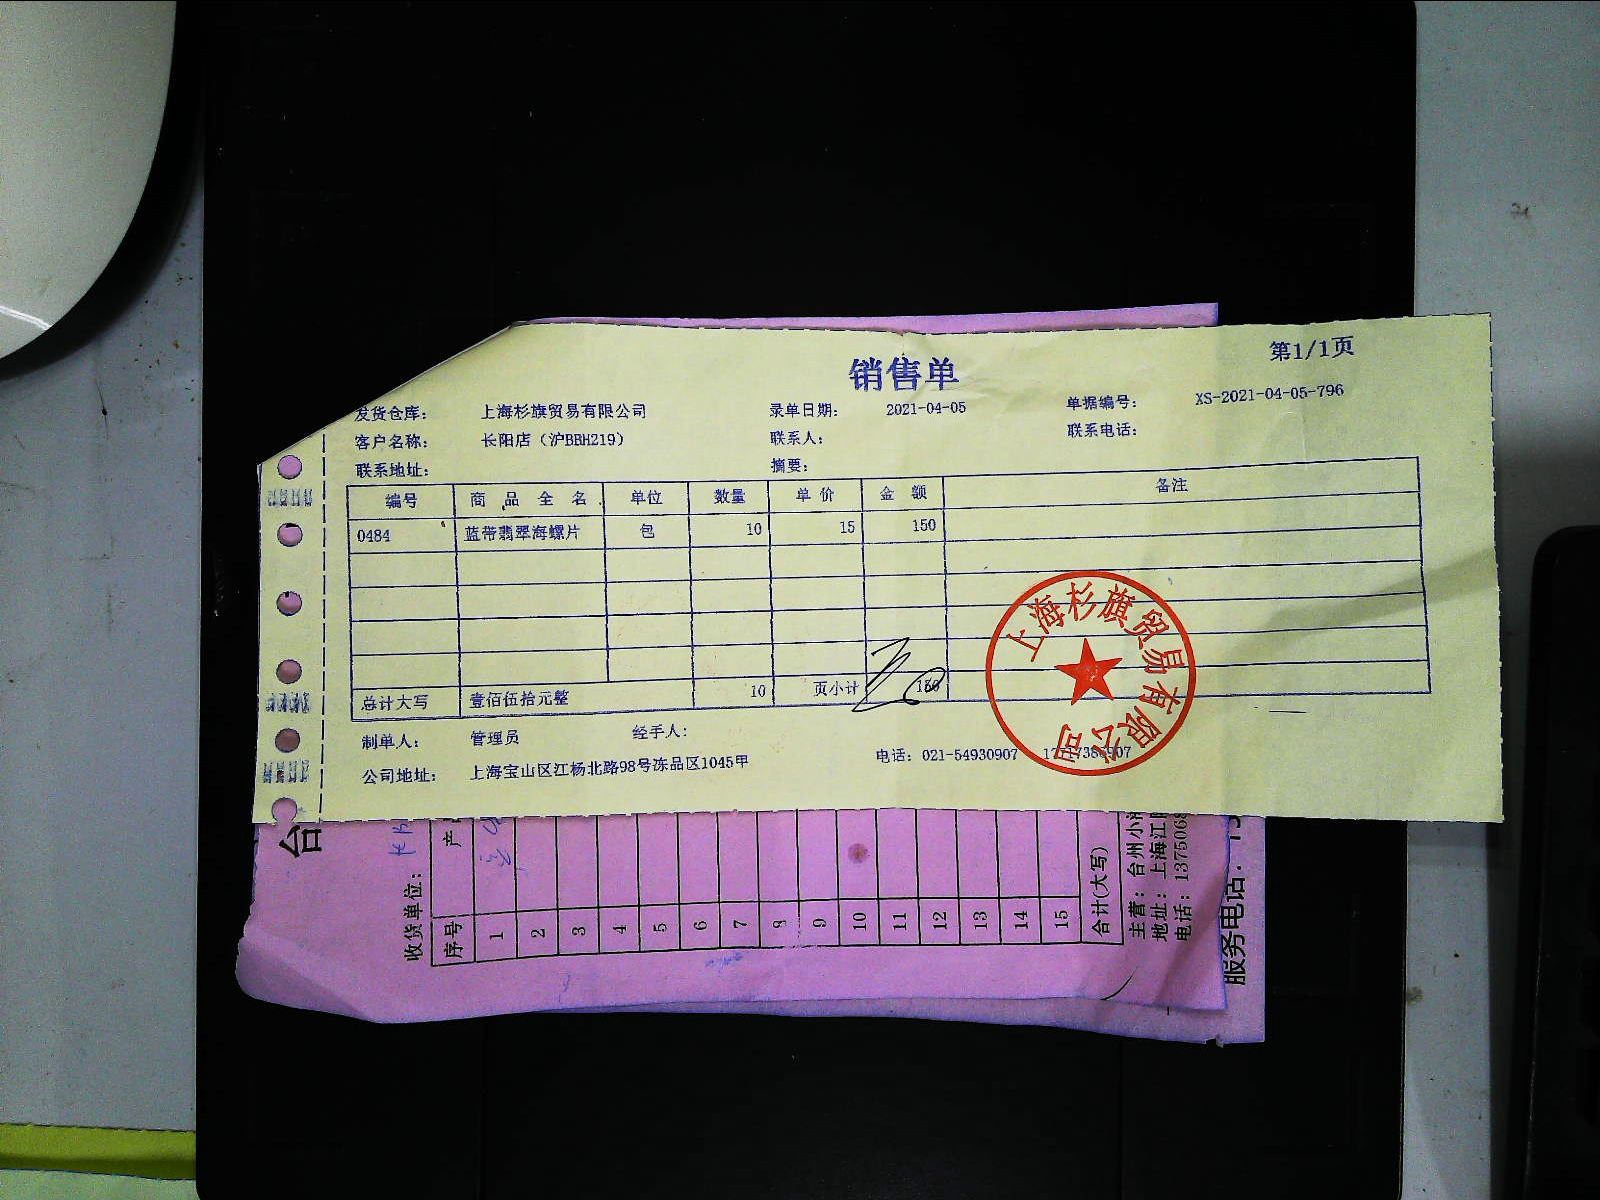 销售单
第1/1页
发货仓库： 上海杉旗贸易有限公司 录单日期： 2021-04-05 单据编号： XS-2021-04-05-796
客户名称： 长阳店（沪BBH219） 联系人： 联系电话：
联系地址： 摘要：
编号 商品全名 单位 数量 单价 金额 备注
0484 蓝带翡翠海螺片 包 10 15 150
总计大写 壹佰伍拾元整 10 页小计 150
制单人： 管理员 经手人：
公司地址： 上海宝山区江杨北路98号冻品区1045甲 电话：021-54930907
上海杉旗贸易有限公司
收货单位：
序号 产
1
2
3
4
5
6
7
8
9
10
11
12
13
14
15
合计(大写)
主营：台州小
地址：上海江
电话：1375068
服务电话：